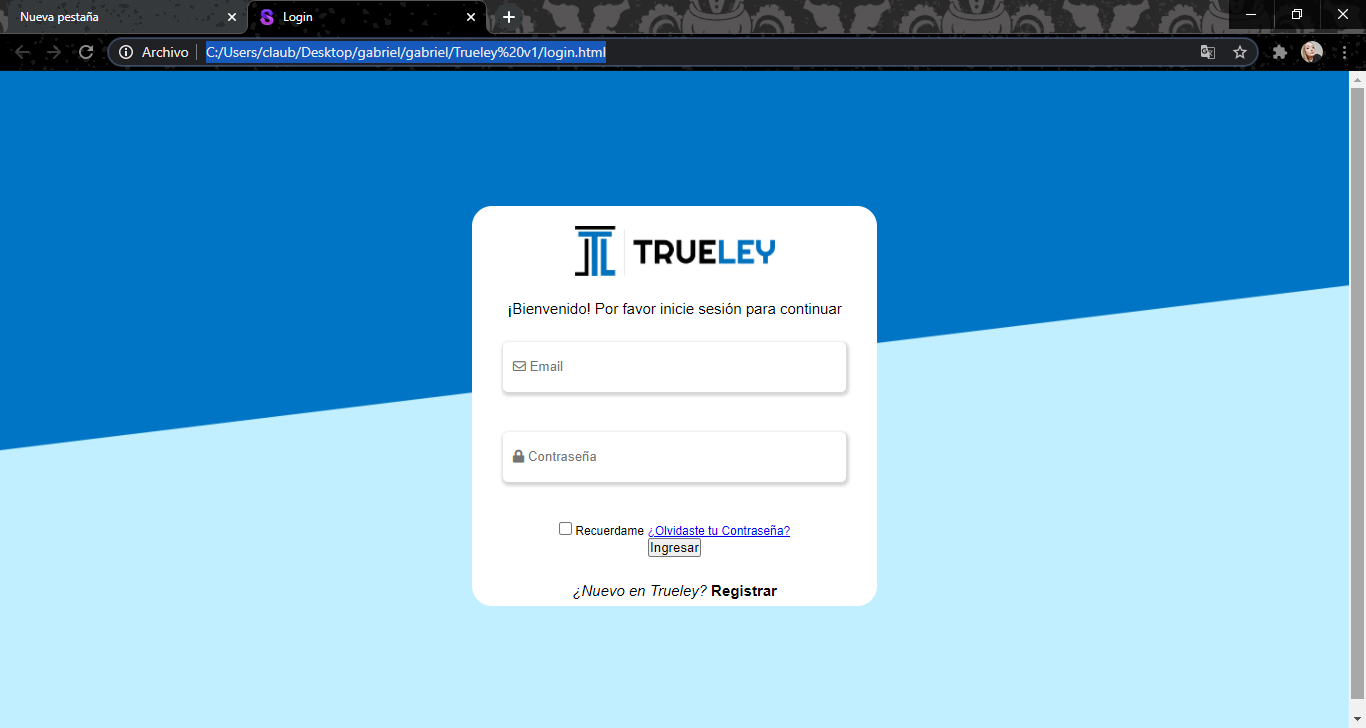 Nueva pestaña
Login
Archivo C:/Users/claub/Desktop/gabriel/gabriel/Trueley%20v1/login.html
TRUELEY
¡Bienvenido! Por favor inicie sesión para continuar
Email
Contraseña
Recuerdame ¿Olvidaste tu Contraseña?
Ingresar
¿Nuevo en Trueley? Registrar